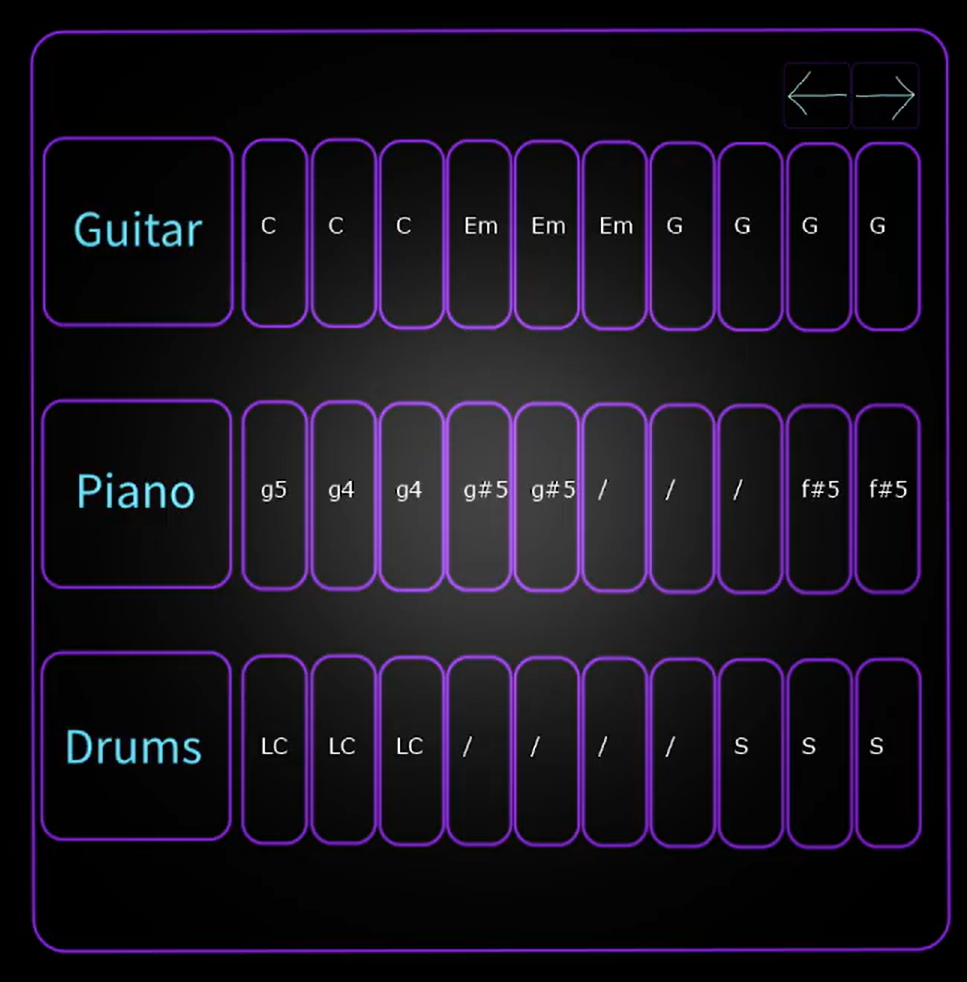 Guitar C C C Em Em Em G G G G
Piano g5 g4 g4 g#5 g#5 / / / f#5 f#5
Drums LC LC LC / / / / S S S